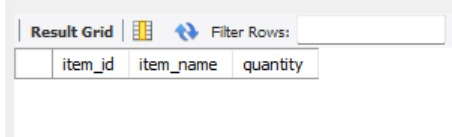 Result Grid Filter Rows:
item_id item_name quantity